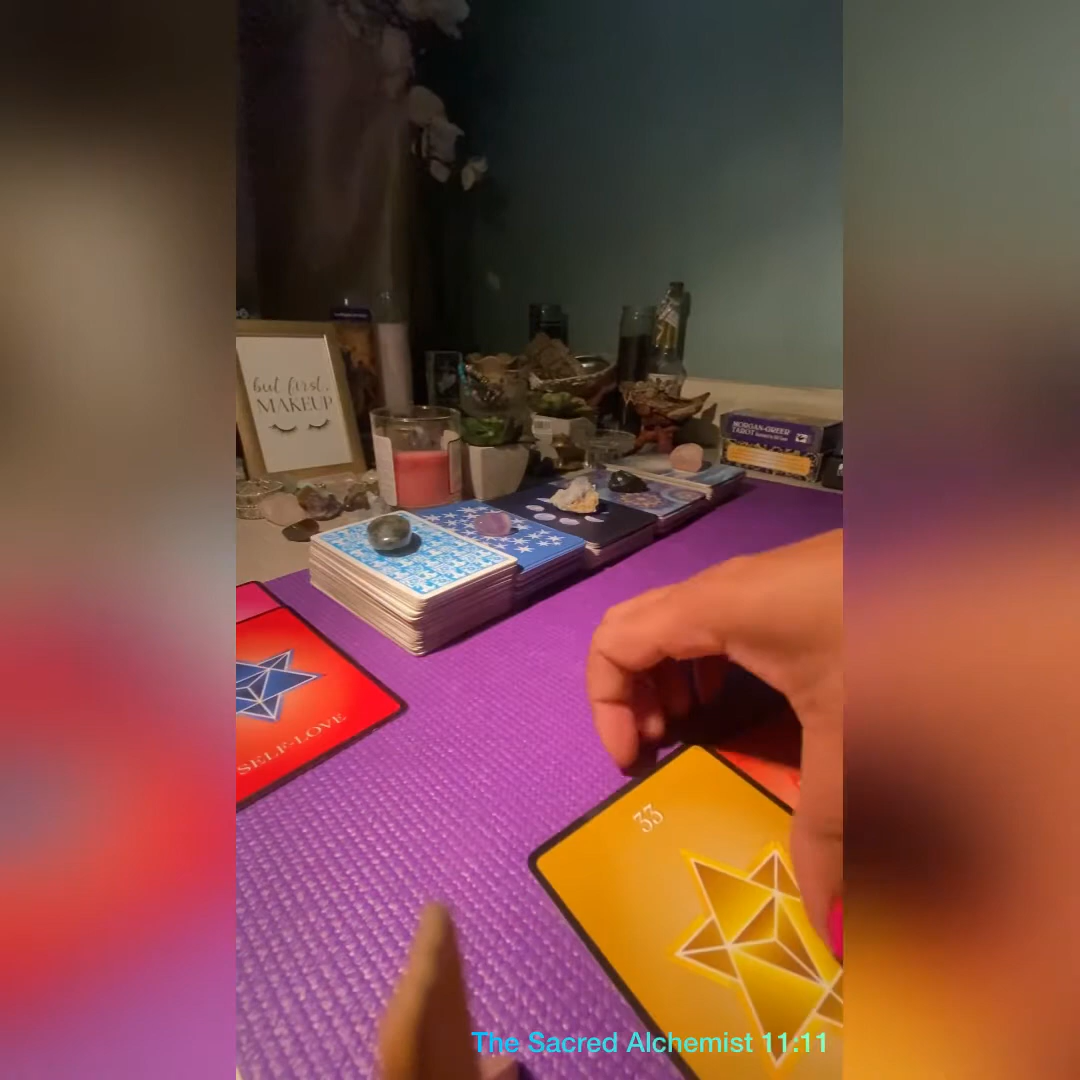 but first,
MAKEUP
MORGAN-GREER
TAROT
SELF-LOVE
33
The Sacred Alchemist 11:11